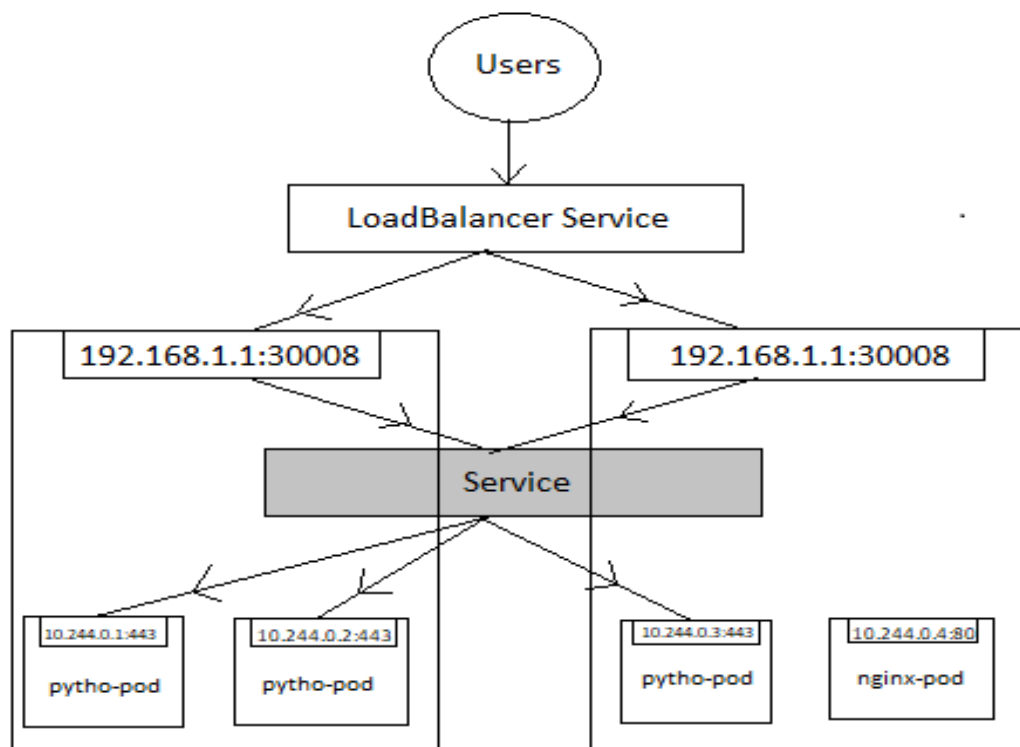 Users
LoadBalancer Service
192.168.1.1:30008
192.168.1.1:30008
Service
10.244.0.1:443
10.244.0.2:443
10.244.0.3:443
10.244.0.4:80
pytho-pod
pytho-pod
pytho-pod
nginx-pod